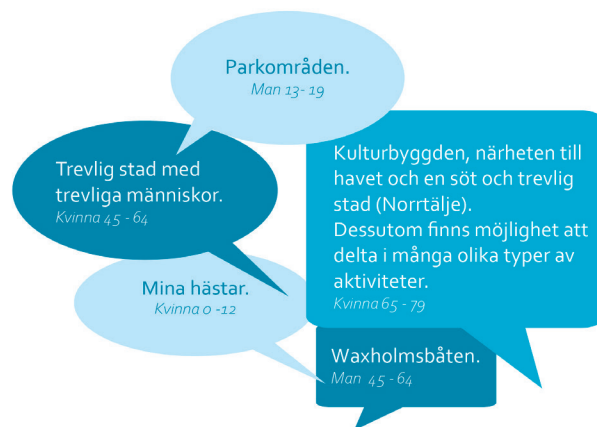 Parkområden.
Man 13- 19
Trevlig stad med
trevliga människor.
Kvinna 45 - 64
Kulturbyggden, närheten till
havet och en söt och trevlig
stad (Norrtälje).
Dessutom finns möjlighet att
delta i många olika typer av
aktiviteter.
Kvinna 65 - 79
Mina hästar.
Kvinna 0 -12
Waxholmsbåten.
Man 45 - 64